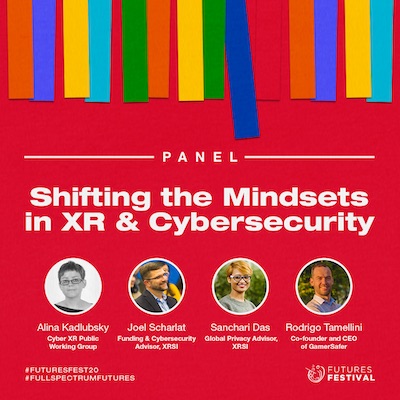 PANEL
Shifting the Mindsets
in XR & Cybersecurity
Alina Kadlubsky
Cyber XR Public
Working Group
Joel Scharlat
Funding & Cybersecurity
Advisor, XRSI
Sanchari Das
Global Privacy Advisor,
XRSI
Rodrigo Tamellini
Co-founder and CEO
of GamerSafer
#FUTURESFEST20
#FULLSPECTRUMFUTURES
FUTURES
FESTIVAL